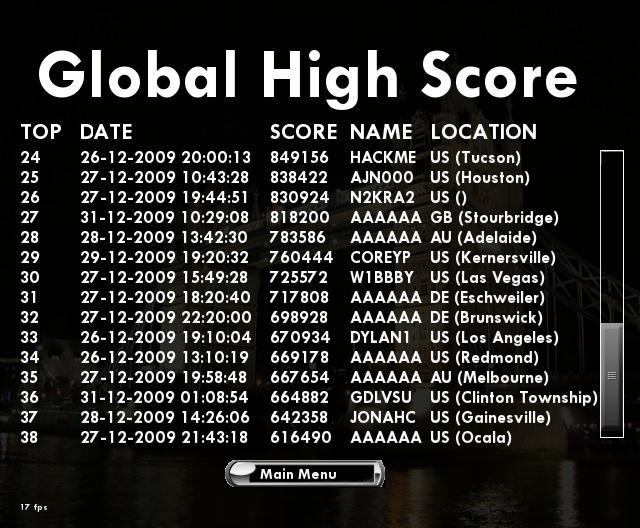 Global High Score
TOP DATE SCORE NAME LOCATION
24 26-12-2009 20:00:13 849156 HACKME US (Tucson)
25 27-12-2009 10:43:28 838422 AJN000 US (Houston)
26 27-12-2009 19:44:51 830924 N2KRA2 US ()
27 31-12-2009 10:29:08 818200 AAAAAA GB (Stourbridge)
28 28-12-2009 13:42:30 783586 AAAAAA AU (Adelaide)
29 29-12-2009 19:20:32 760444 COREYP US (Kernersville)
30 27-12-2009 15:49:28 725572 W1BBBY US (Las Vegas)
31 27-12-2009 18:20:40 717808 AAAAAA DE (Eschweiler)
32 27-12-2009 22:20:00 698928 AAAAAA DE (Brunswick)
33 26-12-2009 19:10:04 670934 DYLAN1 US (Los Angeles)
34 26-12-2009 13:10:19 669178 AAAAAA US (Redmond)
35 27-12-2009 19:58:48 667654 AAAAAA AU (Melbourne)
36 31-12-2009 01:08:54 664882 GDLVSU US (Clinton Township)
37 28-12-2009 14:26:06 642358 JONAHC US (Gainesville)
38 27-12-2009 21:43:18 616490 AAAAAA US (Ocala)
Main Menu
17 fps